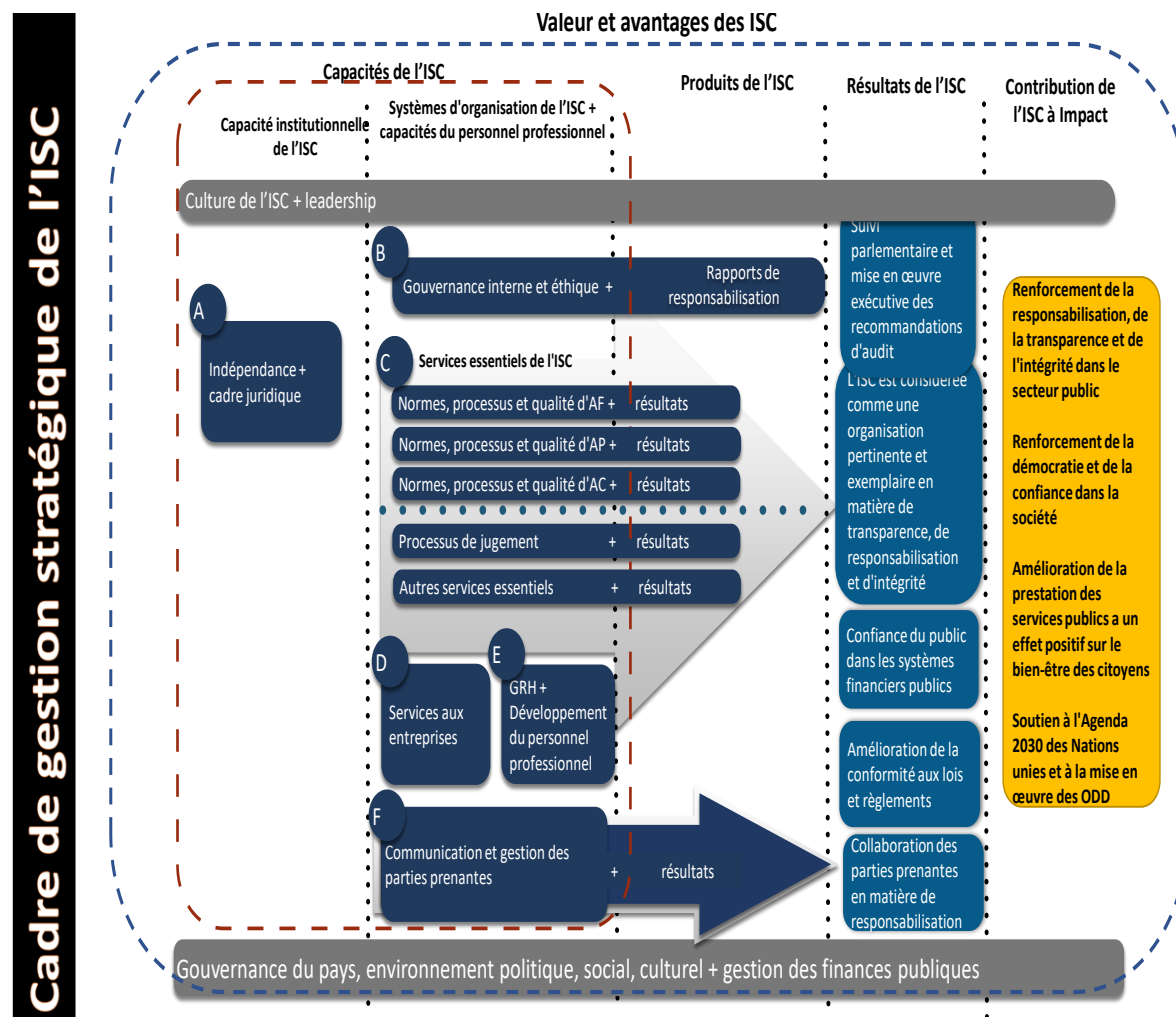 Cadre de gestion stratégique de l’ISC
Valeur et avantages des ISC
Capacités de l’ISC
Produits de l’ISC
Résultats de l’ISC
Contribution de
l’ISC à Impact
Capacité institutionnelle
de l’ISC
Systèmes d'organisation de l’ISC +
capacités du personnel professionnel
Culture de l’ISC + leadership
A
Indépendance +
cadre juridique
B
Gouvernance interne et éthique +
Rapports de
responsabilisation
C
Services essentiels de l'ISC
Normes, processus et qualité d'AF + résultats
Normes, processus et qualité d'AP + résultats
Normes, processus et qualité d'AC + résultats
Processus de jugement + résultats
Autres services essentiels + résultats
D
Services aux
entreprises
E
GRH +
Développement
du personnel
professionnel
F
Communication et gestion des
parties prenantes
+ résultats
Suivi
parlementaire et
mise en œuvre
exécutive des
recommandations
d'audit
L'ISC est considérée
comme une
organisation
pertinente et
exemplaire en
matière de
transparence, de
responsabilisation
et d'intégrité
Confiance du public
dans les systèmes
financiers publics
Amélioration de la
conformité aux lois
et règlements
Collaboration des
parties prenantes
en matière de
responsabilisation
Renforcement de la
responsabilisation, de
la transparence et de
l'intégrité dans le
secteur public
Renforcement de la
démocratie et de la
confiance dans la
société
Amélioration de la
prestation des
services publics a un
effet positif sur le
bien-être des citoyens
Soutien à l'Agenda
2030 des Nations
unies et à la mise en
œuvre des ODD
Gouvernance du pays, environnement politique, social, culturel + gestion des finances publiques